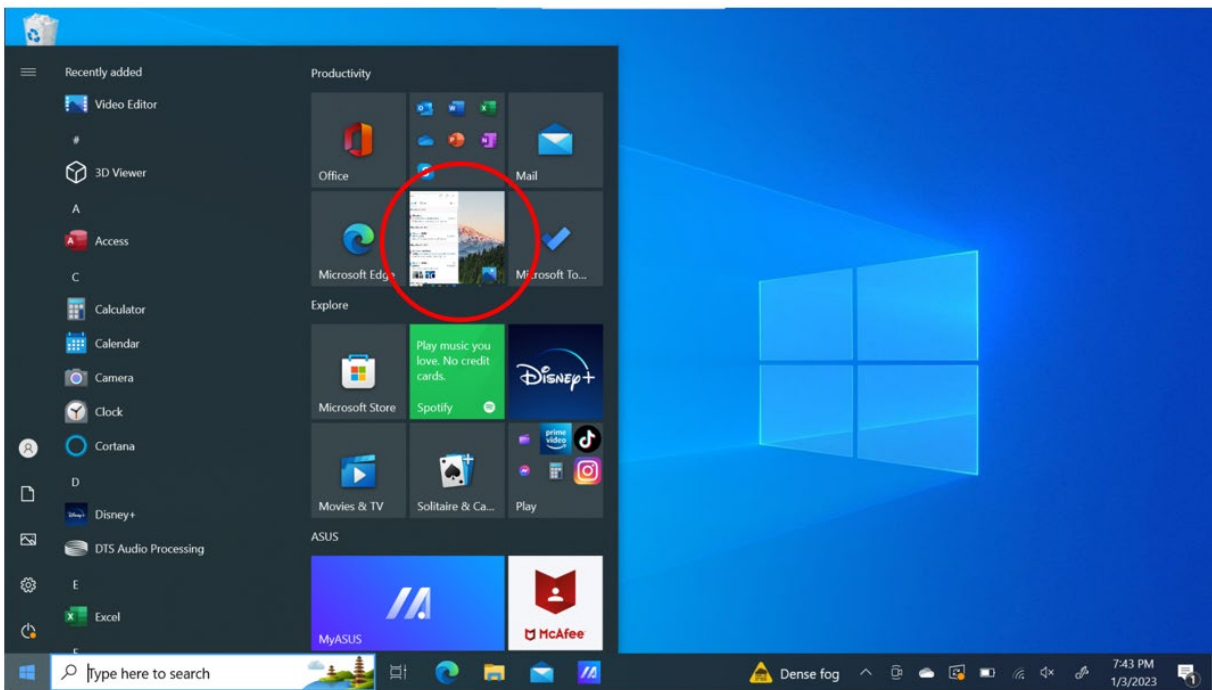 Recently added
Video Editor
#
3D Viewer
A
Access
C
Calculator
Calendar
Camera
Clock
Cortana
D
Disney+
DTS Audio Processing
E
Excel
Productivity
Office
Mail
Microsoft Edge
Microsoft To...
Explore
Microsoft Store
Play music you
love. No credit
cards.
Spotify
Disney+
Movies & TV
Solitaire & Ca...
prime
video
Play
ASUS
MyASUS
McAfee
Type here to search
Dense fog
7:43 PM
1/3/2023
1